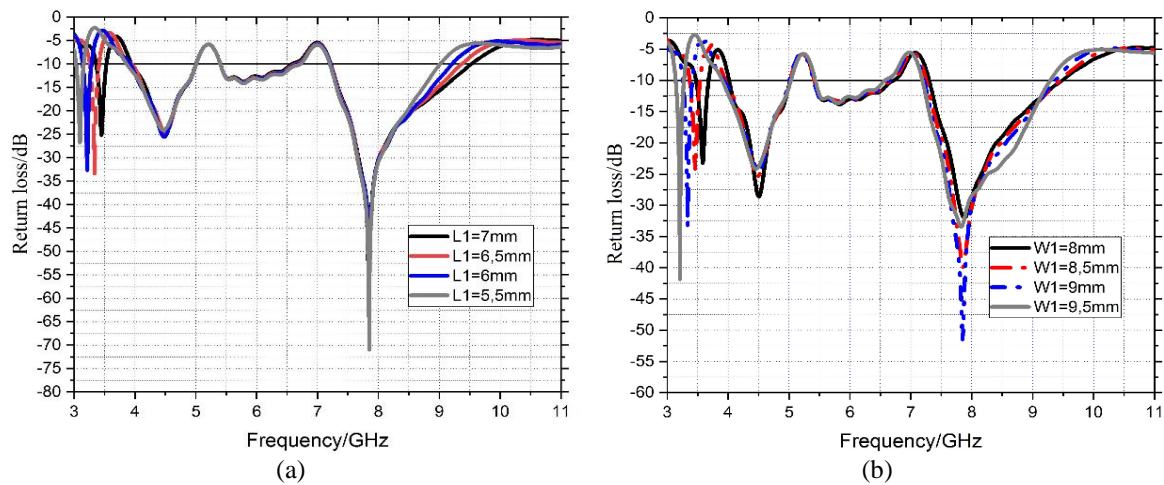 Return loss/dB
0
-5
-10
-15
-20
-25
-30
-35
-40
-45
-50
-55
-60
-65
-70
-75
-80
L1=7mm
L1=6,5mm
L1=6mm
L1=5,5mm
3 4 5 6 7 8 9 10 11
Frequency/GHz
(a)
Return loss/dB
0
-5
-10
-15
-20
-25
-30
-35
-40
-45
-50
-55
-60
W1=8mm
W1=8,5mm
W1=9mm
W1=9,5mm
3 4 5 6 7 8 9 10 11
Frequency/GHz
(b)